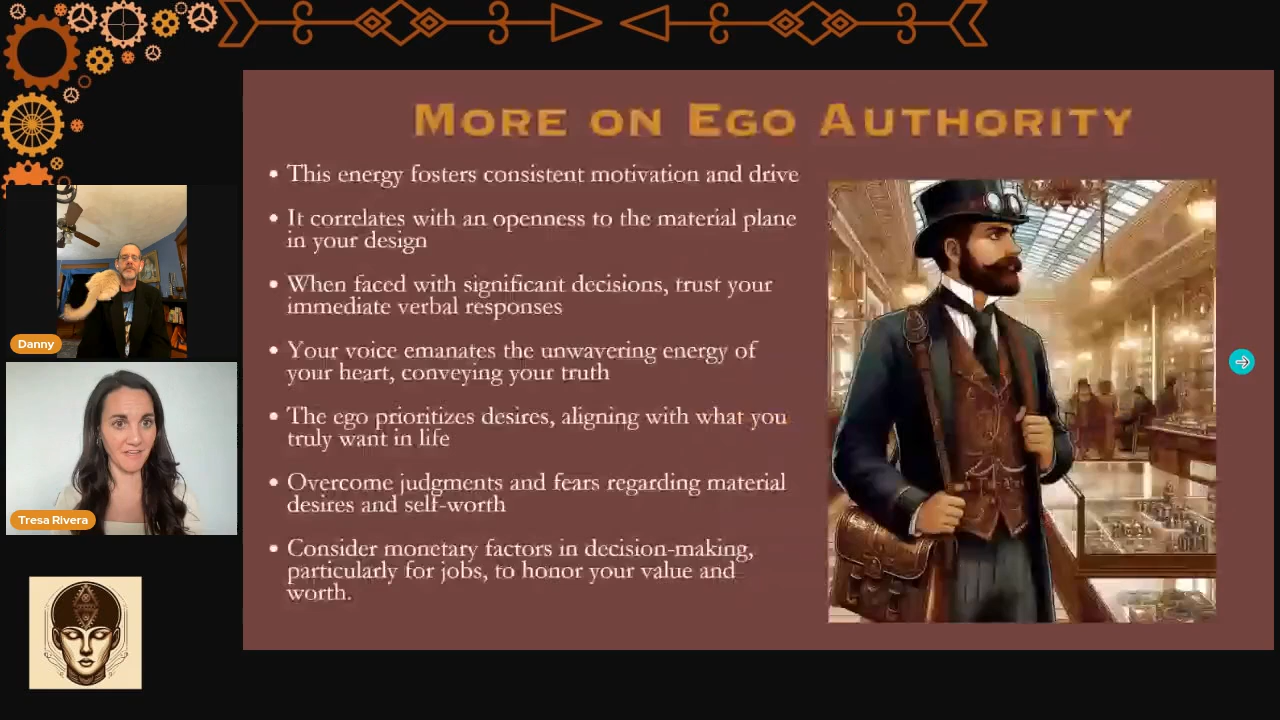 More on Ego Authority
• This energy fosters consistent motivation and drive
• It correlates with an openness to the material plane
in your design
• When faced with significant decisions, trust your
immediate verbal responses
• Your voice emanates the unwavering energy of
your heart, conveying your truth
• The ego prioritizes desires, aligning with what you
truly want in life
• Overcome judgments and fears regarding material
desires and self-worth
• Consider monetary factors in decision-making,
particularly for jobs, to honor your value and
worth.
Danny
Tresa Rivera